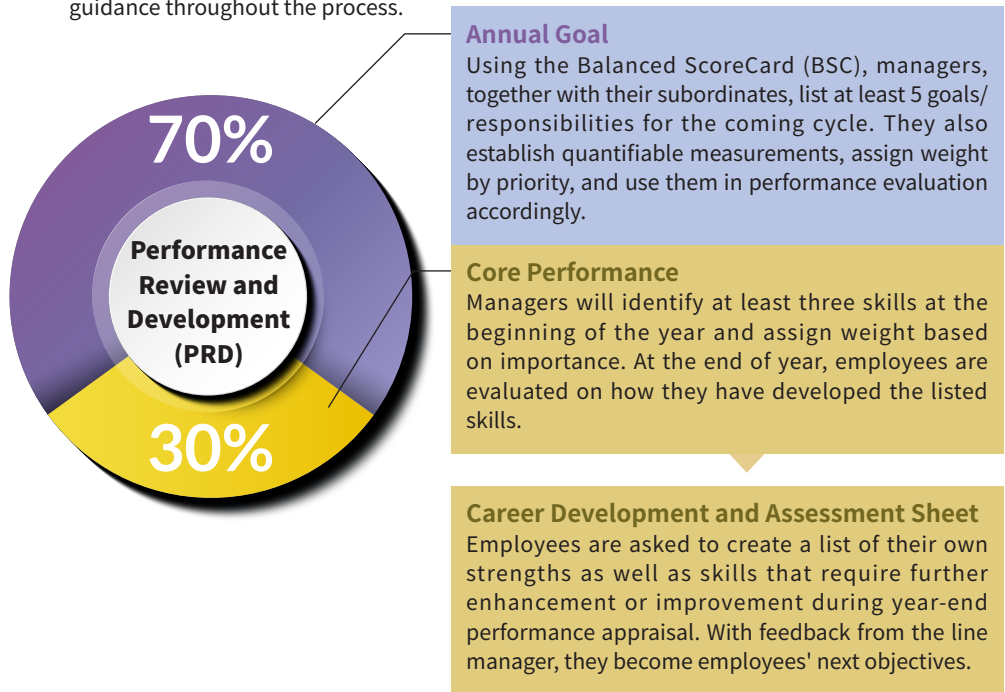 guidance throughout the process.
70%
Performance
Review and
Development
(PRD)
30%
Annual Goal
Using the Balanced ScoreCard (BSC), managers,
together with their subordinates, list at least 5 goals/
responsibilities for the coming cycle. They also
establish quantifiable measurements, assign weight
by priority, and use them in performance evaluation
accordingly.
Core Performance
Managers will identify at least three skills at the
beginning of the year and assign weight based
on importance. At the end of year, employees are
evaluated on how they have developed the listed
skills.
Career Development and Assessment Sheet
Employees are asked to create a list of their own
strengths as well as skills that require further
enhancement or improvement during year-end
performance appraisal. With feedback from the line
manager, they become employees' next objectives.